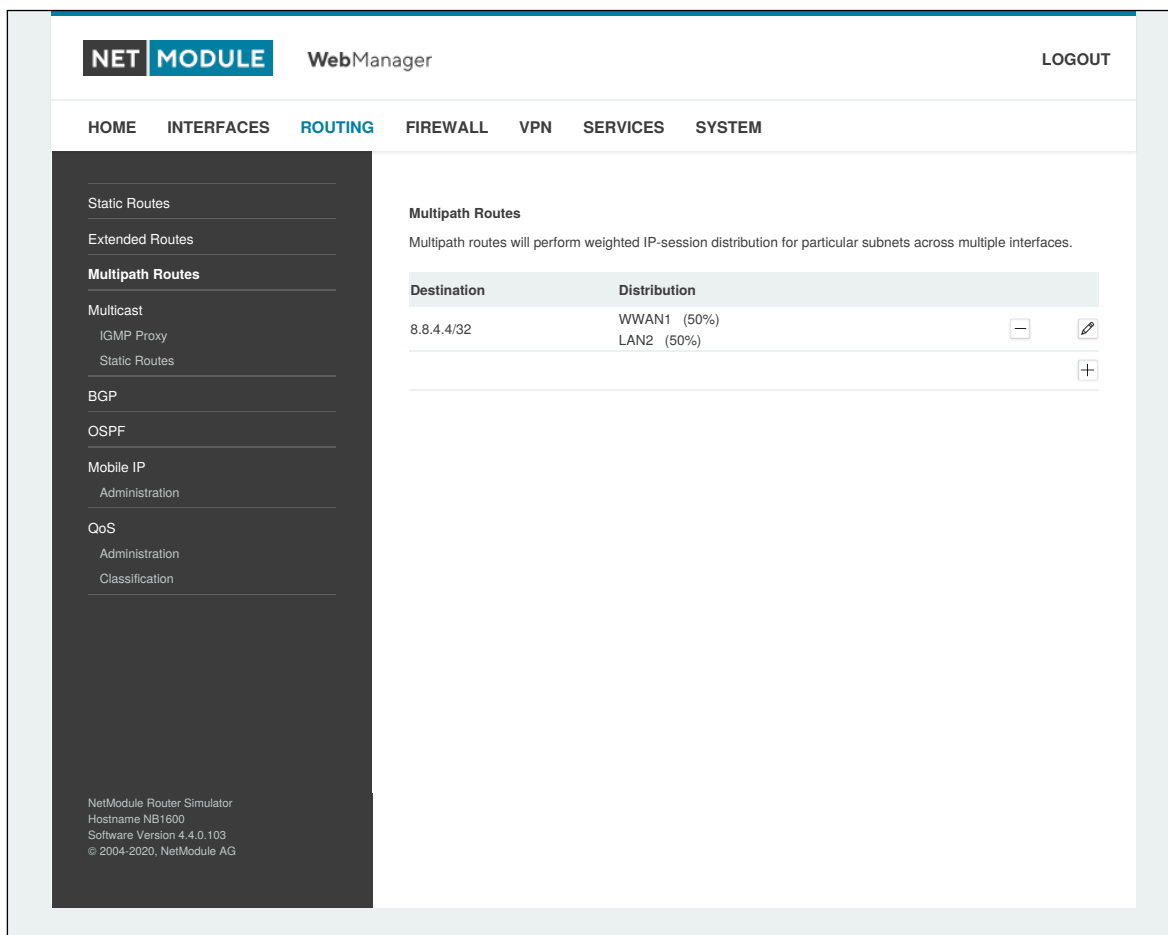 NET MODULE WebManager LOGOUT
HOME INTERFACES ROUTING FIREWALL VPN SERVICES SYSTEM
Static Routes
Extended Routes
Multipath Routes
Multicast
IGMP Proxy
Static Routes
BGP
OSPF
Mobile IP
Administration
QoS
Administration
Classification
NetModule Router Simulator
Hostname NB1600
Software Version 4.4.0.103
© 2004-2020, NetModule AG
Multipath Routes
Multipath routes will perform weighted IP-session distribution for particular subnets across multiple interfaces.
Destination Distribution
8.8.4.4/32
WWAN1 (50%)
LAN2 (50%)